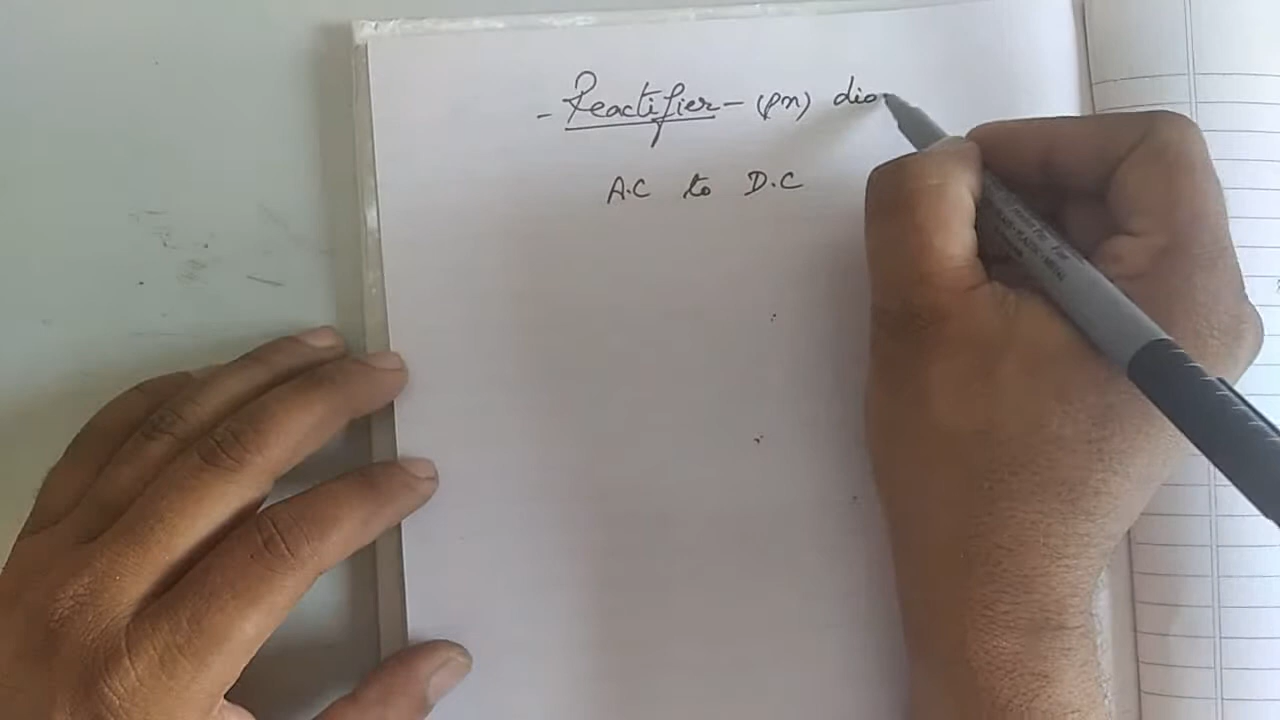 - Reactifier - (pn) dio
A.C to D.C